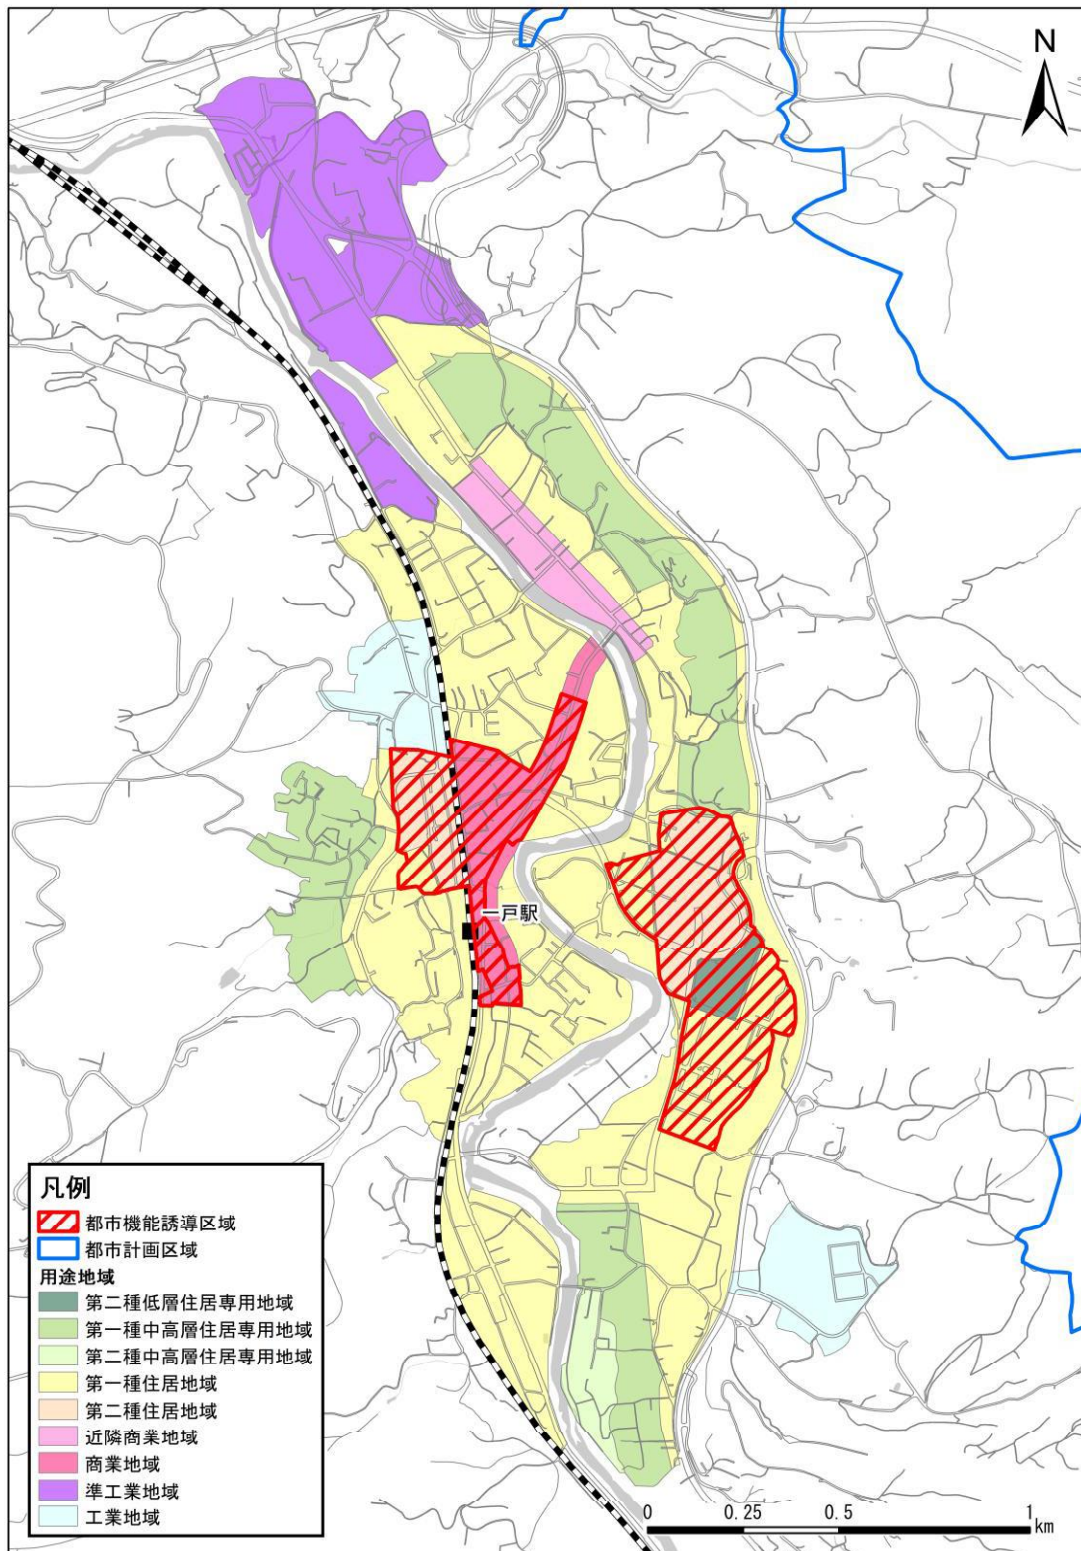 N
一戸駅
凡例
都市機能誘導区域
都市計画区域
用途地域
第二種低層住居専用地域
第一種中高層住居専用地域
第二種中高層住居専用地域
第一種住居地域
第二種住居地域
近隣商業地域
商業地域
準工業地域
工業地域
0 0.25 0.5 1
km